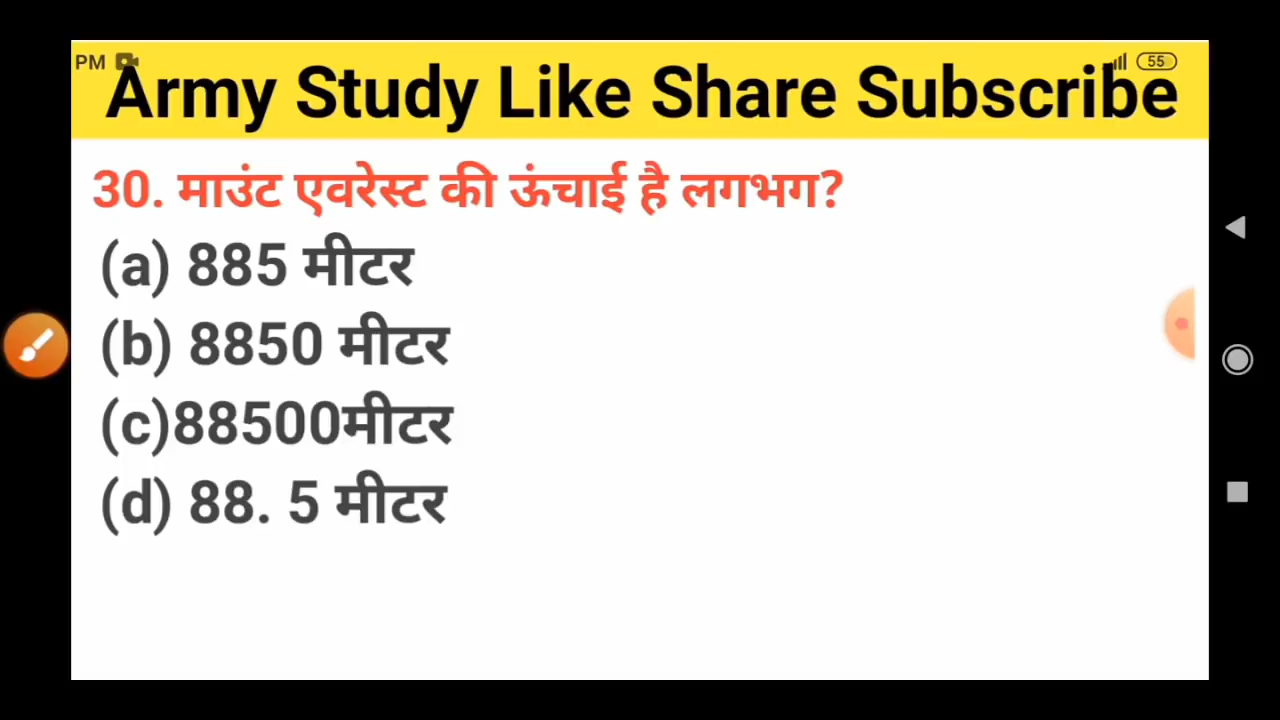 PM
55
Army Study Like Share Subscribe
30. माउंट एवरेस्ट की ऊंचाई है लगभग?
(a) 885 मीटर
(b) 8850 मीटर
(c)88500मीटर
(d) 88. 5 मीटर